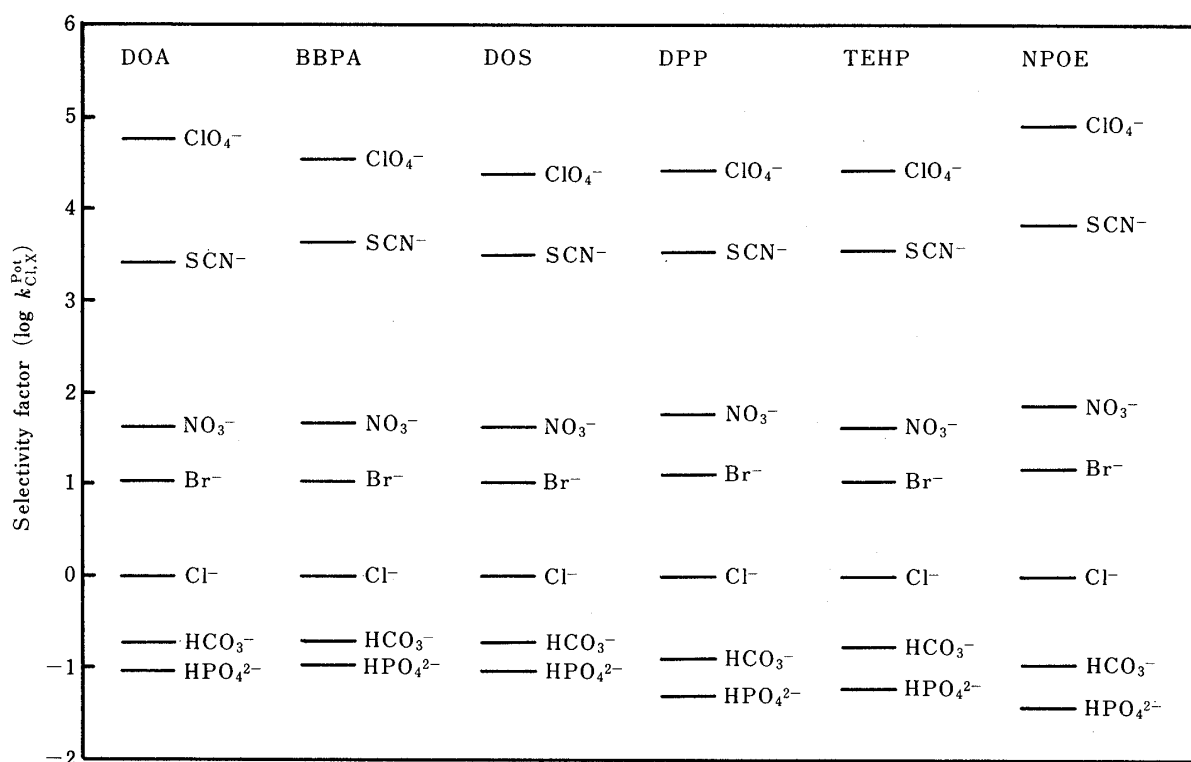 6
DOA BBPA DOS DPP TEHP NPOE
5
ClO₄⁻ ClO₄⁻ ClO₄⁻ ClO₄⁻ ClO₄⁻ ClO₄⁻
4
SCN⁻ SCN⁻ SCN⁻ SCN⁻ SCN⁻ SCN⁻
3
2
NO₃⁻ NO₃⁻ NO₃⁻ NO₃⁻ NO₃⁻ NO₃⁻
1
Br⁻ Br⁻ Br⁻ Br⁻ Br⁻ Br⁻
0
Cl⁻ Cl⁻ Cl⁻ Cl⁻ Cl⁻ Cl⁻
HCO₃⁻ HCO₃⁻ HCO₃⁻ HCO₃⁻ HCO₃⁻ HCO₃⁻
−1
HPO₄²⁻ HPO₄²⁻ HPO₄²⁻ HPO₄²⁻ HPO₄²⁻ HPO₄²⁻
−2
Selectivity factor (log k^Pot_Cl,X)